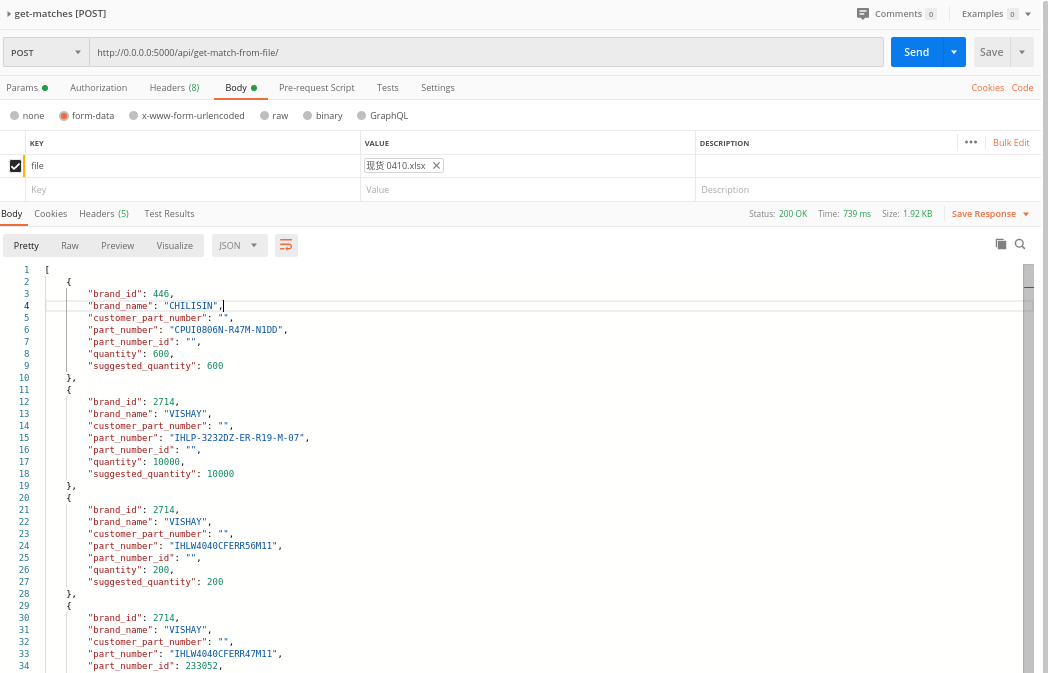 get-matches [POST]
Comments 0 Examples 0
POST http://0.0.0.0:5000/api/get-match-from-file/ Send Save
Params Authorization Headers (8) Body Pre-request Script Tests Settings Cookies Code
none form-data x-www-form-urlencoded raw binary GraphQL
KEY VALUE DESCRIPTION ••• Bulk Edit
file 现货 0410.xlsx
Key Value Description
Body Cookies Headers (5) Test Results Status: 200 OK Time: 739 ms Size: 1.92 KB Save Response
Pretty Raw Preview Visualize JSON
1 [
2 {
3 "brand_id": 446,
4 "brand_name": "CHILISIN",
5 "customer_part_number": "",
6 "part_number": "CPUI0806N-R47M-N1DD",
7 "part_number_id": "",
8 "quantity": 600,
9 "suggested_quantity": 600
10 },
11 {
12 "brand_id": 2714,
13 "brand_name": "VISHAY",
14 "customer_part_number": "",
15 "part_number": "IHLP-3232DZ-ER-R19-M-07",
16 "part_number_id": "",
17 "quantity": 10000,
18 "suggested_quantity": 10000
19 },
20 {
21 "brand_id": 2714,
22 "brand_name": "VISHAY",
23 "customer_part_number": "",
24 "part_number": "IHLW4040CFERR56M11",
25 "part_number_id": "",
26 "quantity": 200,
27 "suggested_quantity": 200
28 },
29 {
30 "brand_id": 2714,
31 "brand_name": "VISHAY",
32 "customer_part_number": "",
33 "part_number": "IHLW4040CFERR47M11",
34 "part_number_id": 233052,